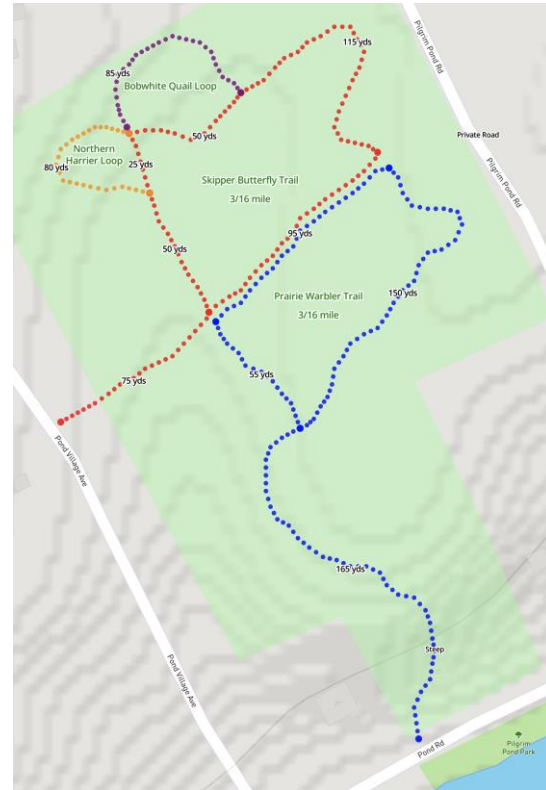 115 yds
Pilgrim Pond Rd
85 yds
Bobwhite Quail Loop
50 yds
Private Road
Northern
Harrier Loop
80 yds
25 yds
Pilgrim Pond Rd
Skipper Butterfly Trail
3/16 mile
95 yds
50 yds
Prairie Warbler Trail
3/16 mile
150 yds
75 yds
55 yds
Pond Village Ave
165 yds
Steep
Pond Village Ave
Pond Rd
Pilgrim
Pond Park